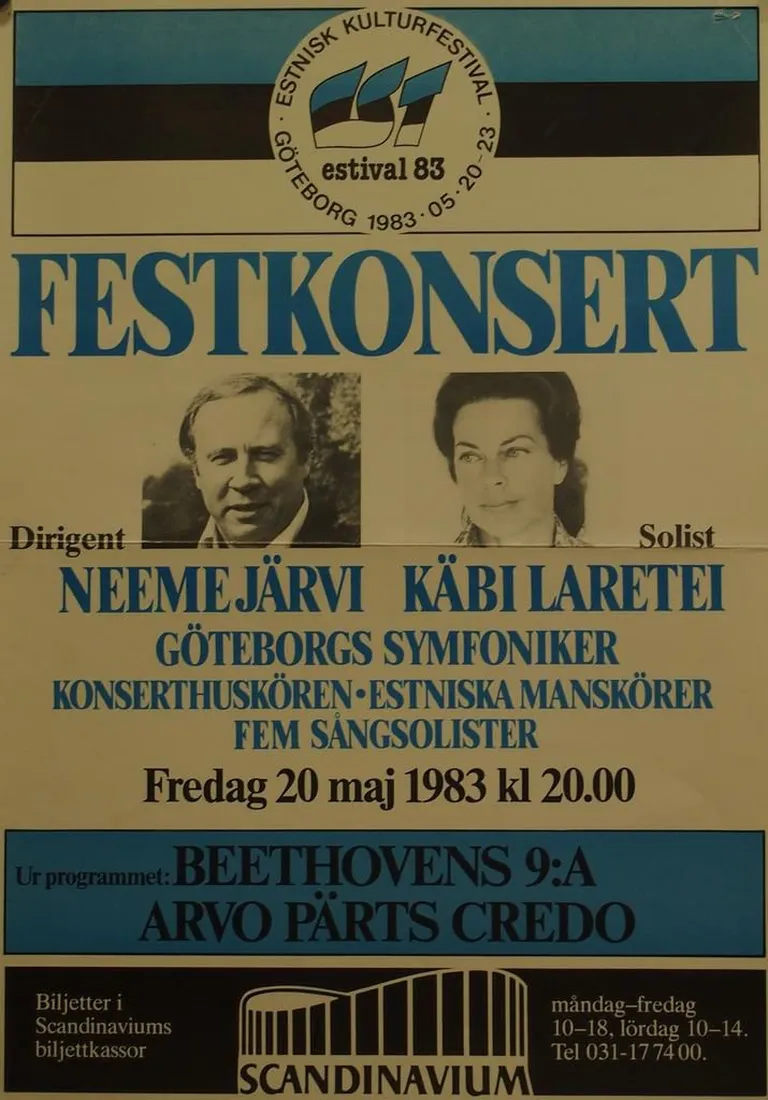 ESTNISK KULTURFESTIVAL
EST
estival 83
GÖTEBORG 1983·05·20-23
FESTKONSERT
Dirigent
Solist
NEEME JÄRVI KÄBI LARETEI
GÖTEBORGS SYMFONIKER
KONSERTHUSKÖREN·ESTNISKA MANSKÖRER
FEM SÅNGSOLISTER
Fredag 20 maj 1983 kl 20.00
Ur programmet: BEETHOVENS 9:A
ARVO PÄRTS CREDO
Biljetter i
Scandinaviums
biljettkassor
SCANDINAVIUM
måndag–fredag
10–18, lördag 10–14.
Tel 031-17 74 00.